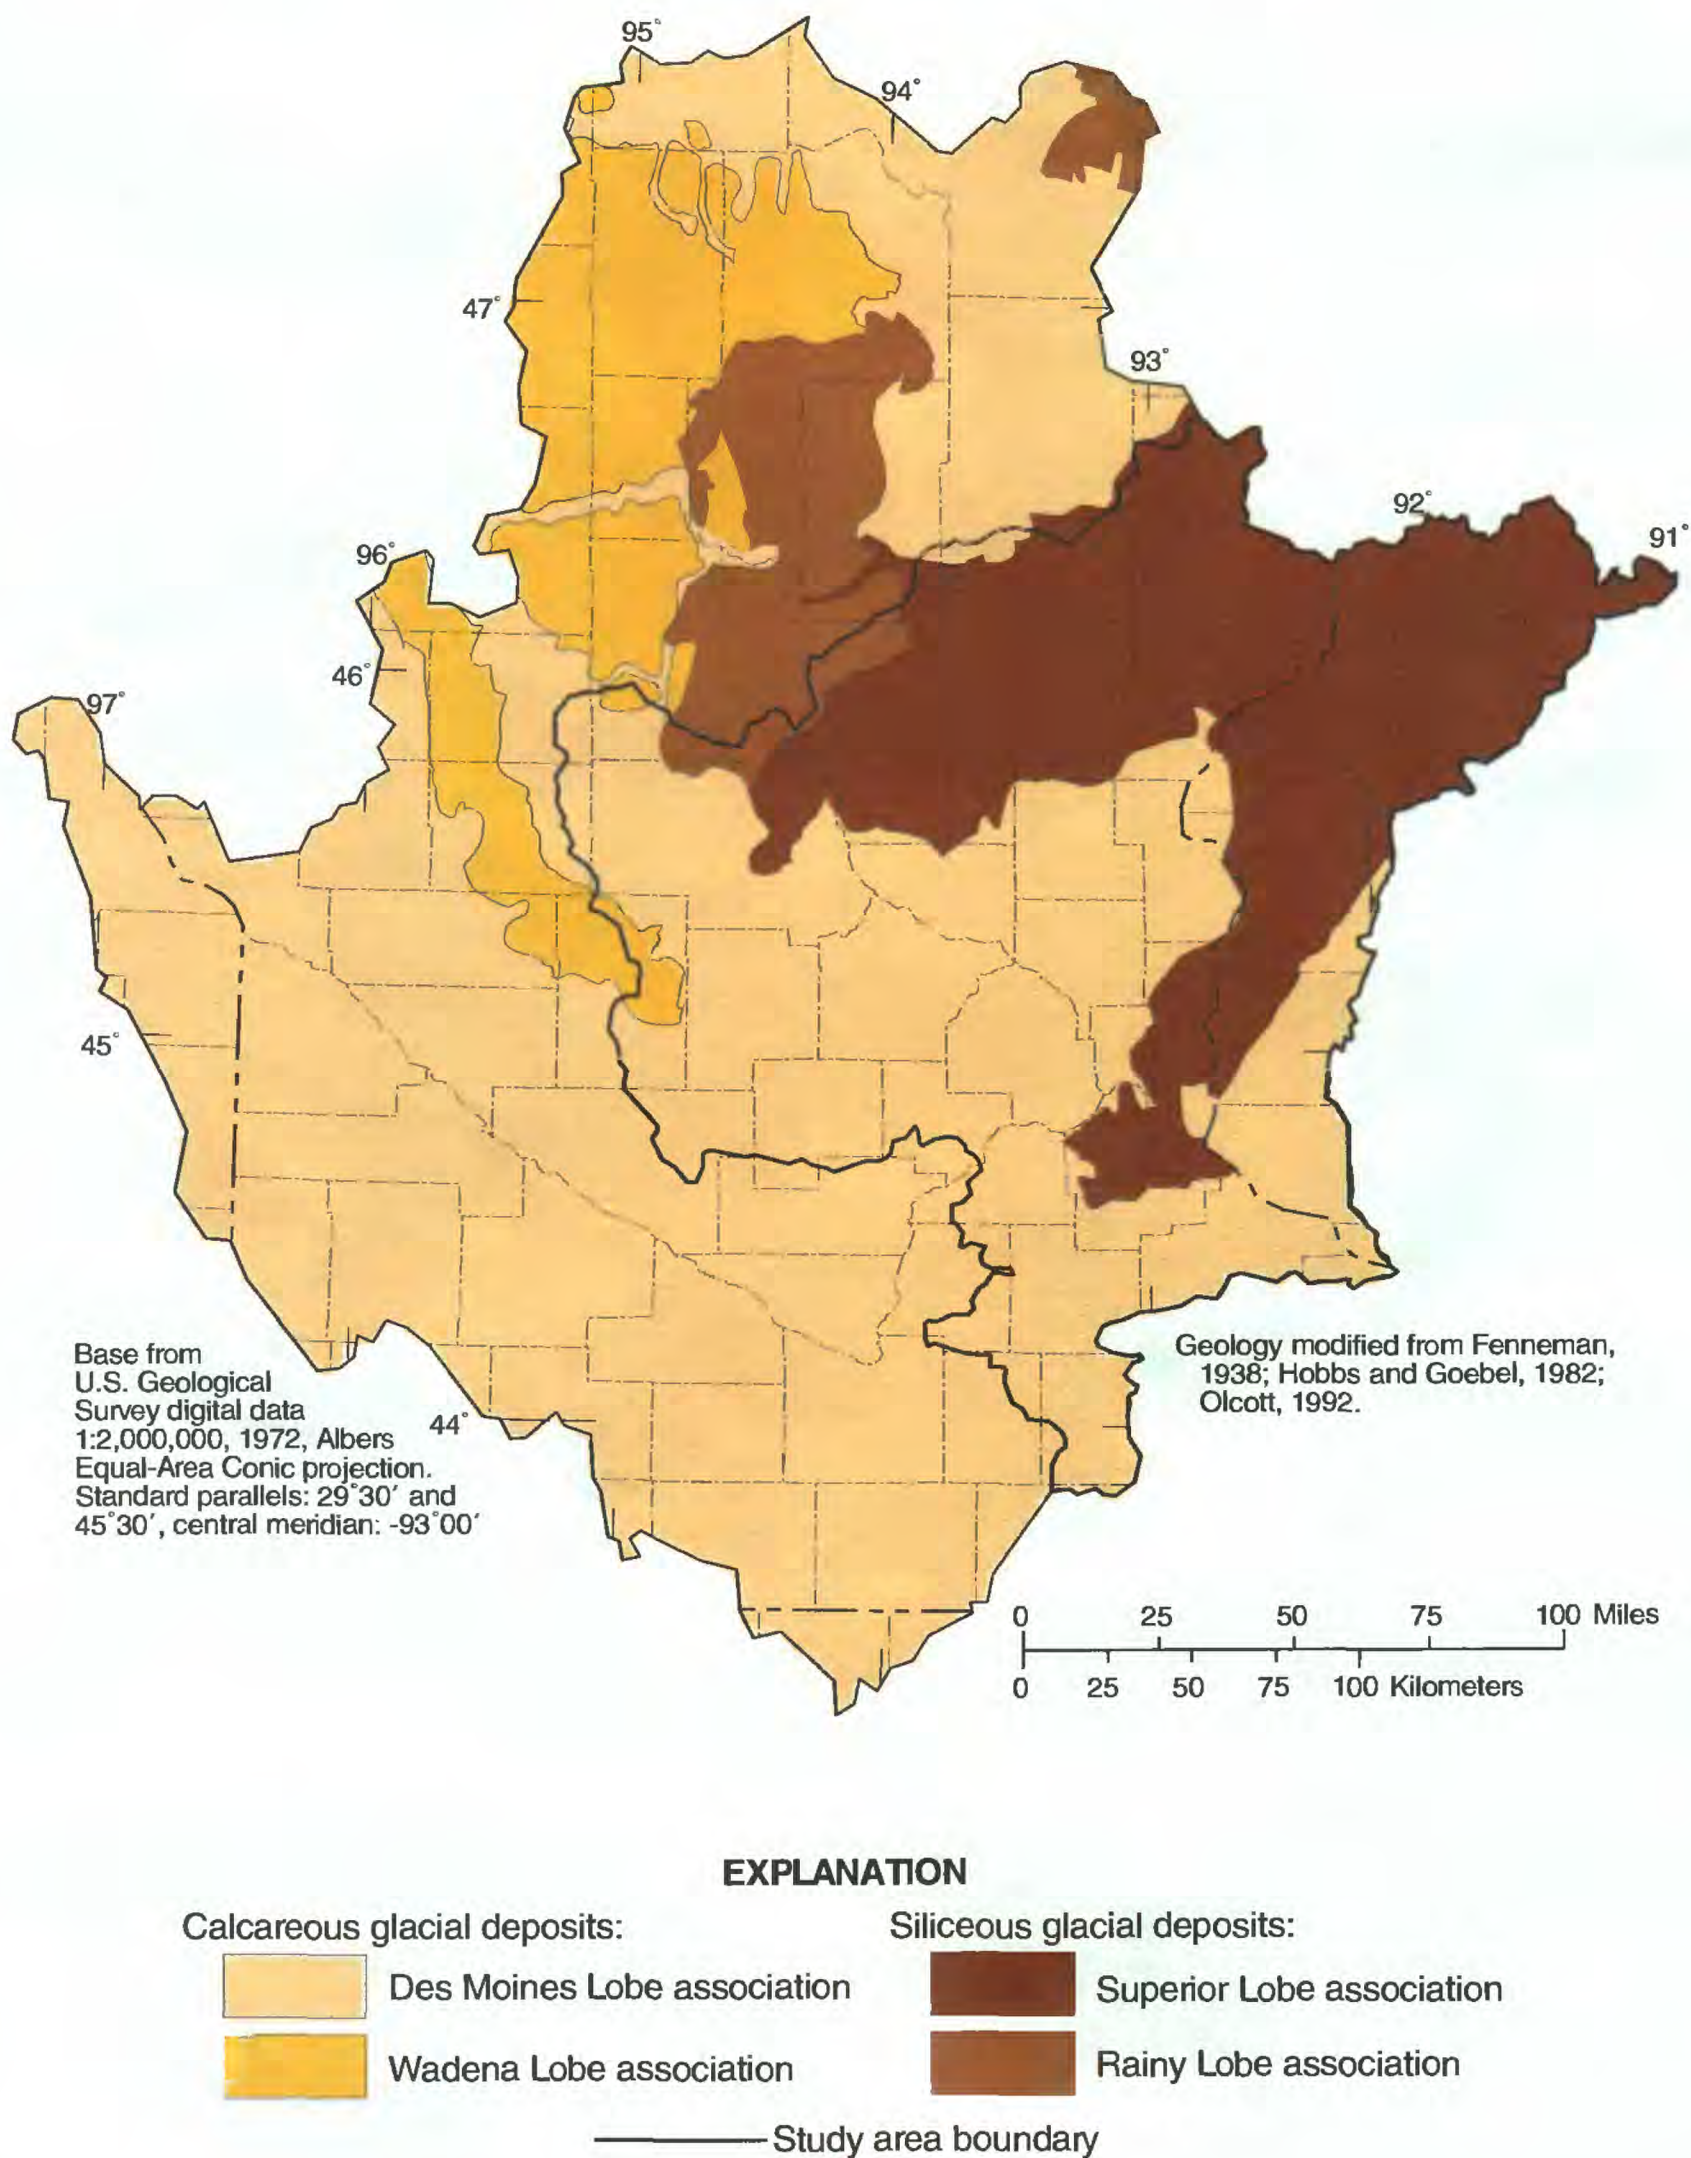 95°
94°
47°
93°
92°
91°
96°
46°
97°
45°
Base from
U.S. Geological
Survey digital data
1:2,000,000, 1972, Albers
Equal-Area Conic projection.
Standard parallels: 29°30′ and
45°30′, central meridian: -93°00′
44°
Geology modified from Fenneman,
1938; Hobbs and Goebel, 1982;
Olcott, 1992.
0 25 50 75 100 Miles
0 25 50 75 100 Kilometers
EXPLANATION
Calcareous glacial deposits:
Des Moines Lobe association
Wadena Lobe association
Siliceous glacial deposits:
Superior Lobe association
Rainy Lobe association
Study area boundary